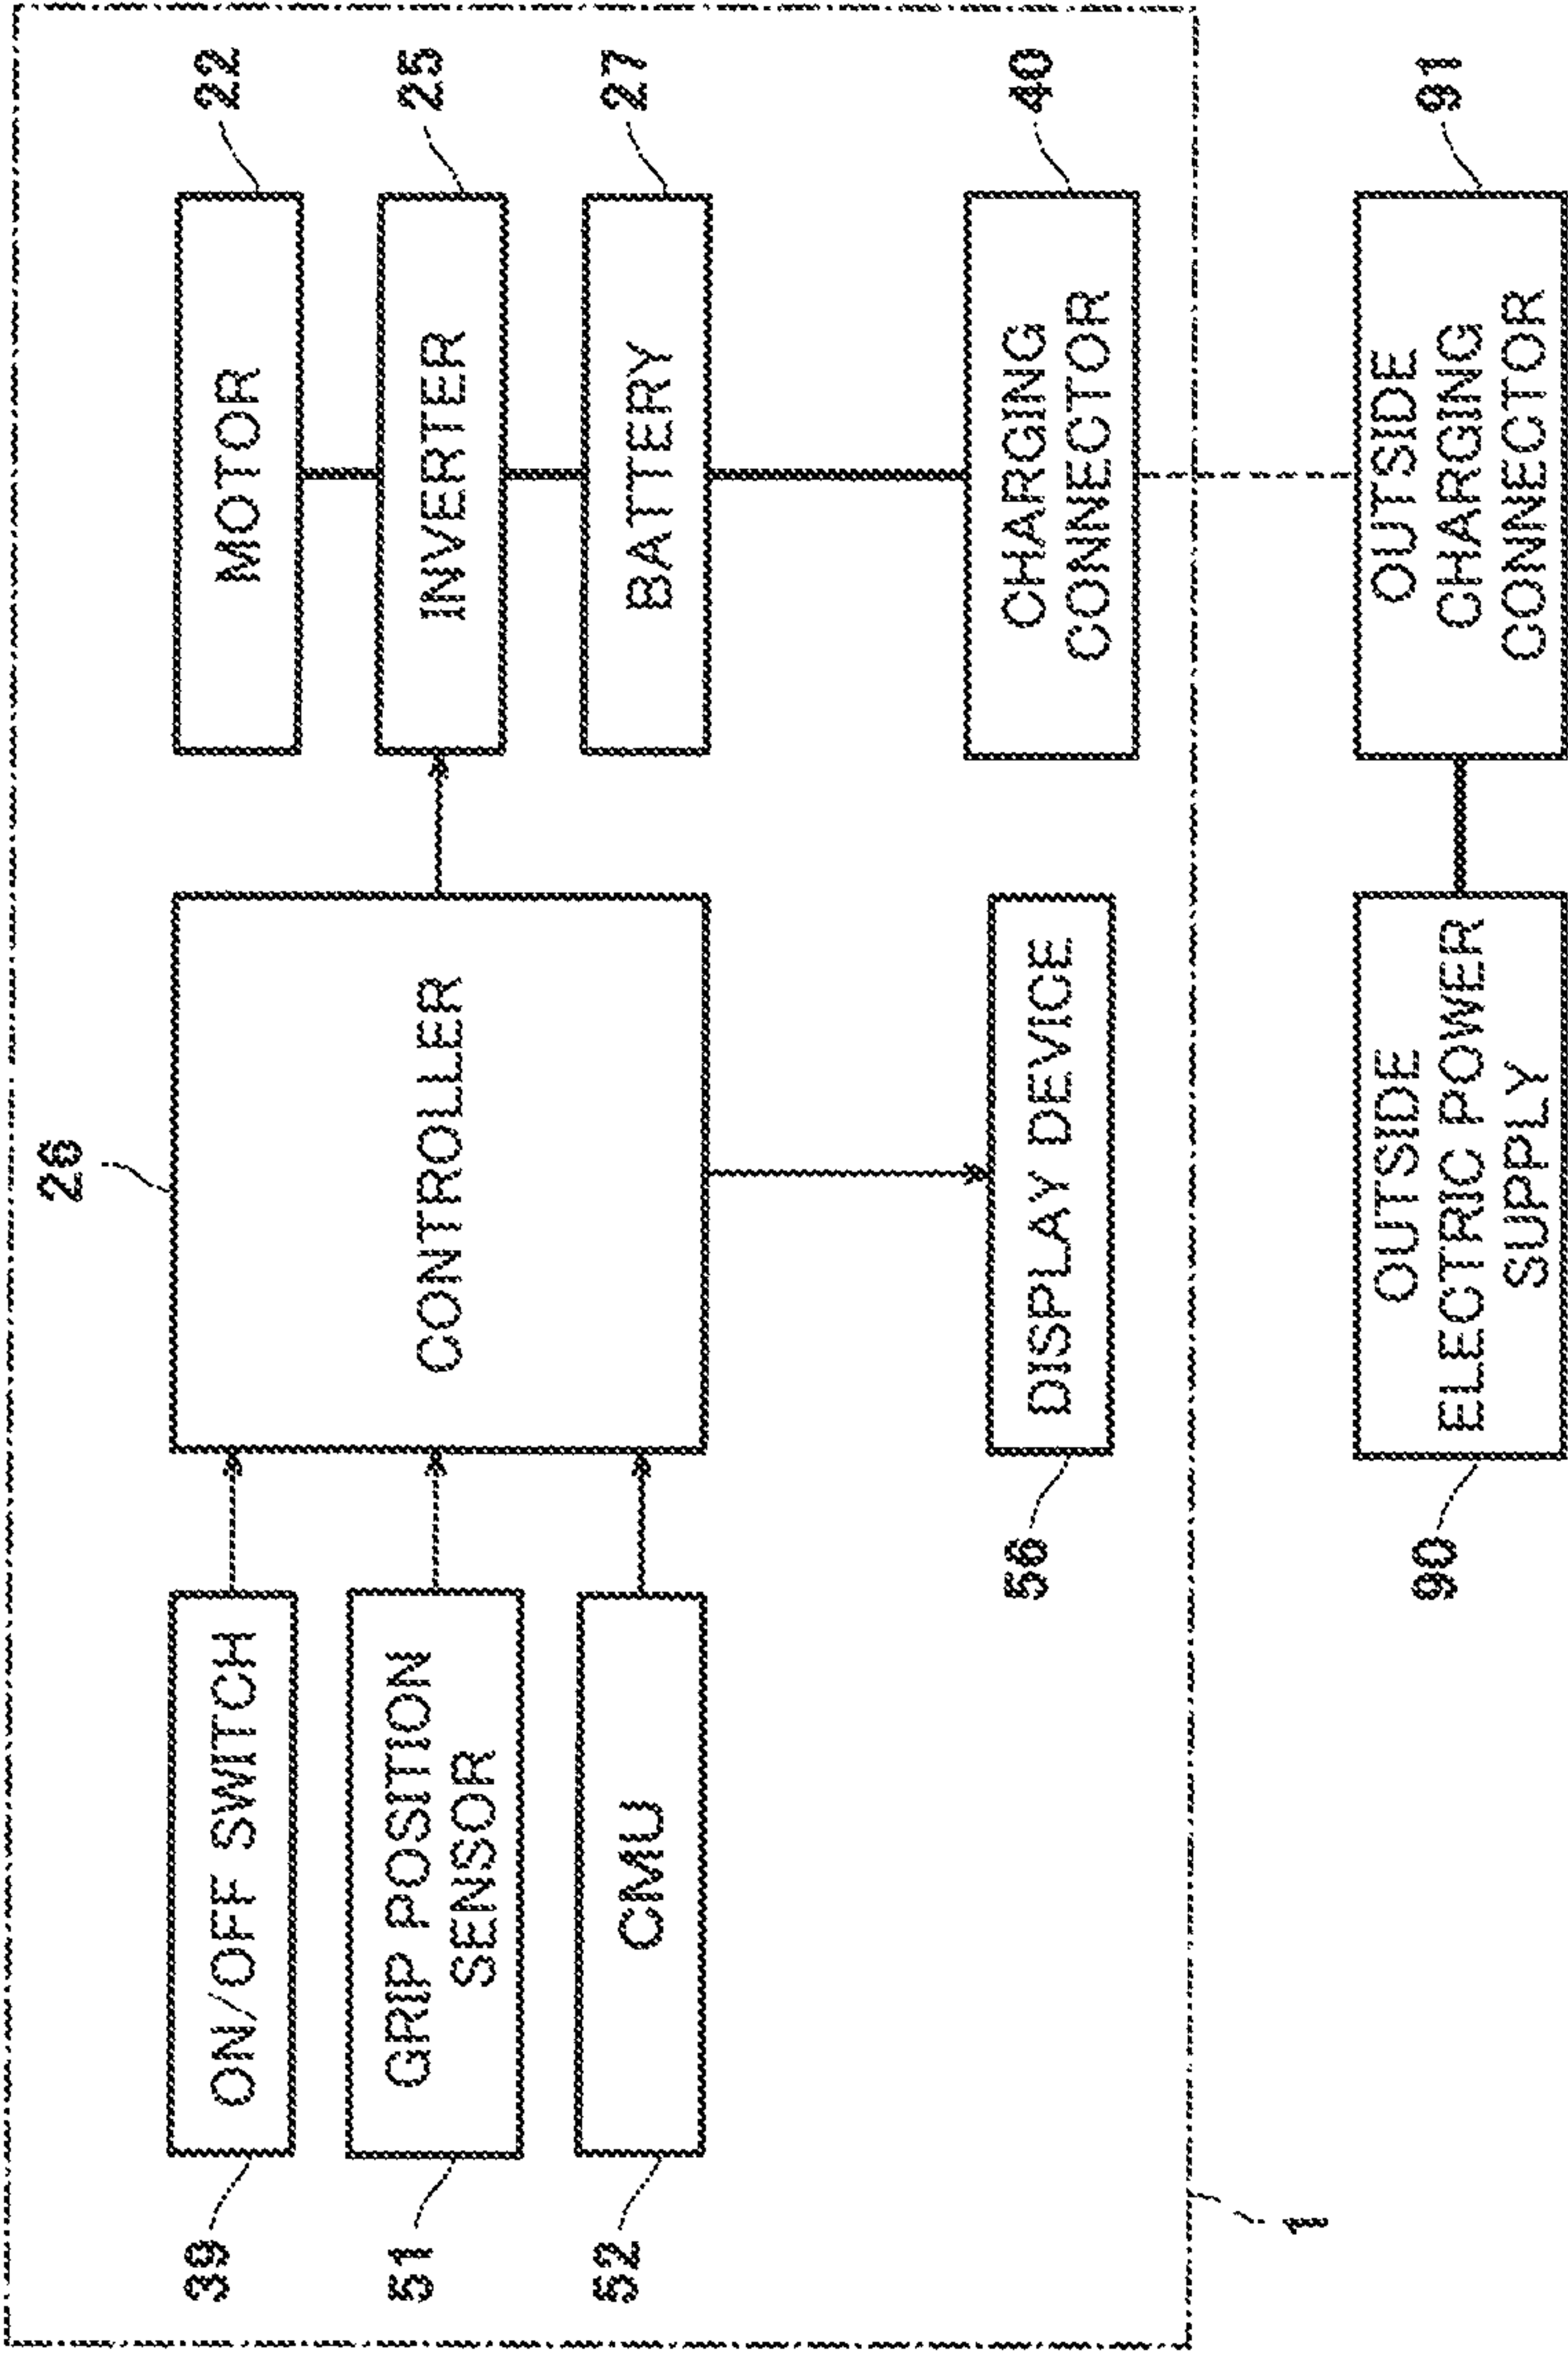 26
39
ON/OFF SWITCH
CONTROLLER
MOTOR
22
51
GRIP POSITION
SENSOR
INVERTER
25
52
CMU
BATTERY
27
56
DISPLAY DEVICE
CHARGING
CONNECTOR
40
1
90
OUTSIDE
ELECTRIC POWER
SUPPLY
OUTSIDE
CHARGING
CONNECTOR
91